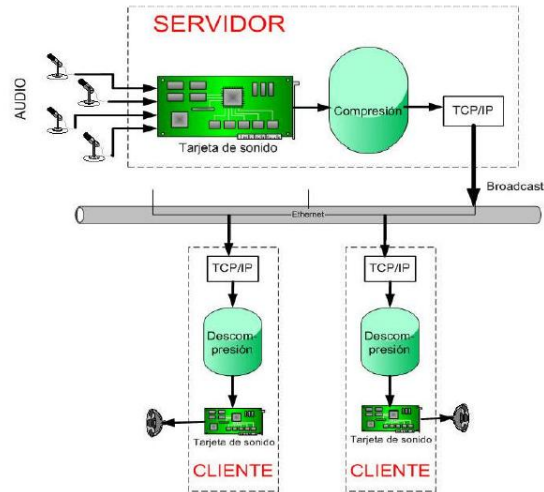 SERVIDOR
AUDIO
Tarjeta de sonido
Compresión
TCP/IP
Broadcast
Ethernet
TCP/IP
TCP/IP
Descom-
presión
Descom-
presión
Tarjeta de sonido
Tarjeta de sonido
CLIENTE
CLIENTE